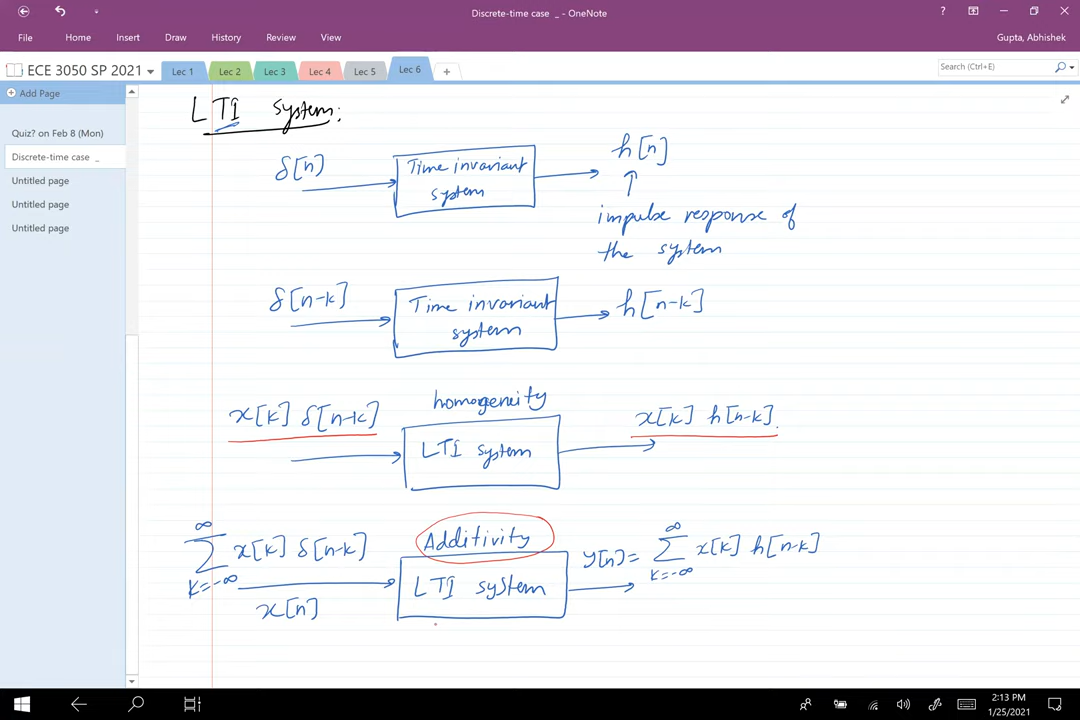 Discrete-time case _ - OneNote
?
File Home Insert Draw History Review View
Gupta, Abhishek
ECE 3050 SP 2021
Lec 1 Lec 2 Lec 3 Lec 4 Lec 5 Lec 6 +
Search (Ctrl+E)
Add Page
Quiz? on Feb 8 (Mon)
Discrete-time case _
Untitled page
Untitled page
Untitled page
LTI system:
δ[n]
Time invariant
system
h[n]
impulse response of
the system
δ[n-k]
Time invariant
system
h[n-k]
homogeneity
x[k] δ[n-k]
LTI system
x[k] h[n-k].
Additivity
∞
∑ x[k] δ[n-k]
k=-∞
x[n]
LTI system
∞
y[n]= ∑ x[k] h[n-k]
k=-∞
2:13 PM
1/25/2021